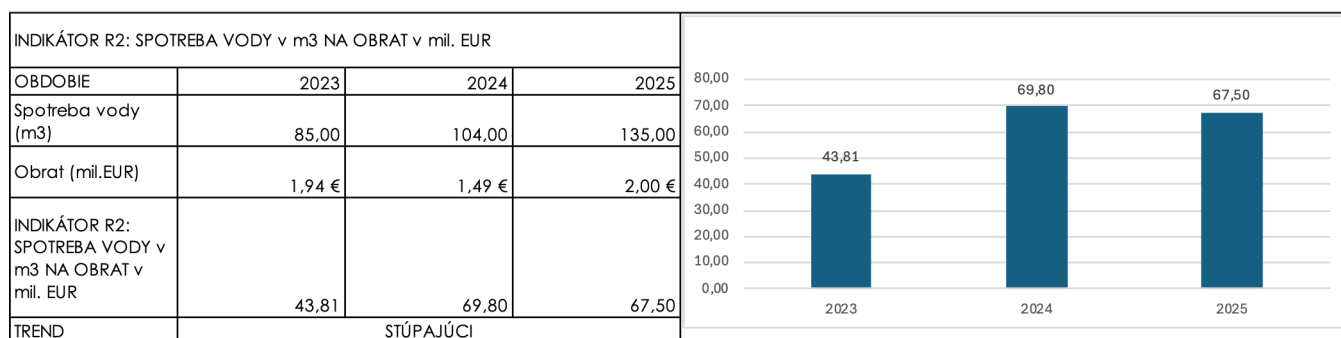 INDIKÁTOR R2: SPOTREBA VODY v m3 NA OBRAT v mil. EUR
OBDOBIE 2023 2024 2025
Spotreba vody
(m3) 85,00 104,00 135,00
Obrat (mil.EUR)
1,94 € 1,49 € 2,00 €
INDIKÁTOR R2:
SPOTREBA VODY v
m3 NA OBRAT v
mil. EUR
43,81 69,80 67,50
TREND STÚPAJÚCI
80,00
70,00
60,00
50,00
40,00
30,00
20,00
10,00
0,00
43,81
69,80
67,50
2023 2024 2025